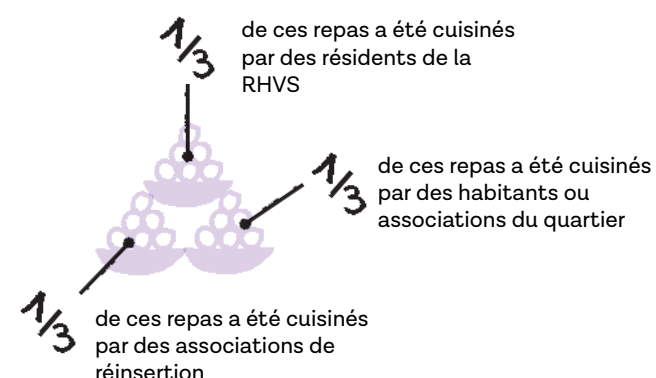 1/3
de ces repas a été cuisinés
par des résidents de la
RHVS
1/3
de ces repas a été cuisinés
par des habitants ou
associations du quartier
1/3
de ces repas a été cuisinés
par des associations de
réinsertion